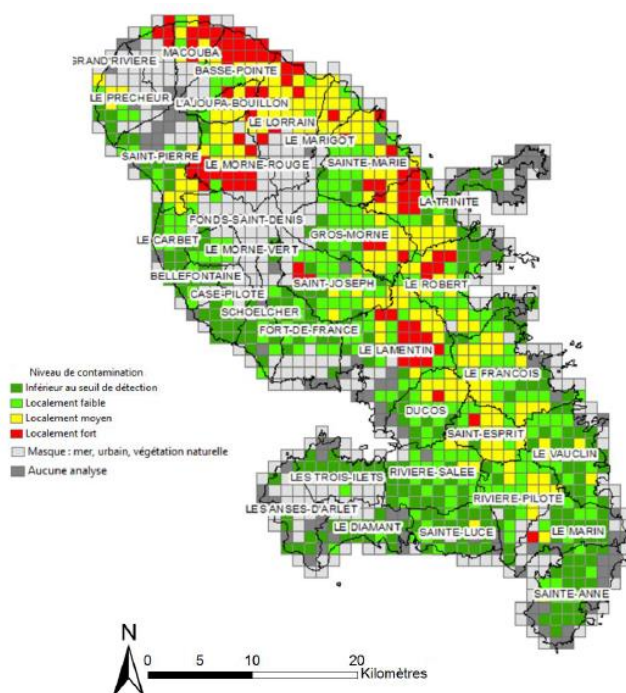 MACOUBA
GRAND'RIVIERE
BASSE-POINTE
LE PRECHEUR
L'AJOUPA-BOUILLON
LE LORRAIN
LE MARIGOT
SAINT-PIERRE
LE MORNE-ROUGE
SAINTE-MARIE
LA TRINITE
FONDS-SAINT-DENIS
GROS-MORNE
LE CARBET
LE MORNE-VERT
BELLEFONTAINE
SAINT-JOSEPH
LE ROBERT
CASE-PILOTE
SCHOELCHER
FORT-DE-FRANCE
LE LAMENTIN
LE FRANCOIS
DUCOS
SAINT-ESPRIT
LE VAUCLIN
LES TROIS-ILETS
RIVIERE-SALEE
RIVIERE-PILOTE
LES ANSES-D'ARLET
LE DIAMANT
SAINTE-LUCE
LE MARIN
SAINTE-ANNE
Niveau de contamination
Inférieur au seuil de détection
Localement faible
Localement moyen
Localement fort
Masque : mer, urbain, végétation naturelle
Aucune analyse
N
0 5 10 20
Kilomètres